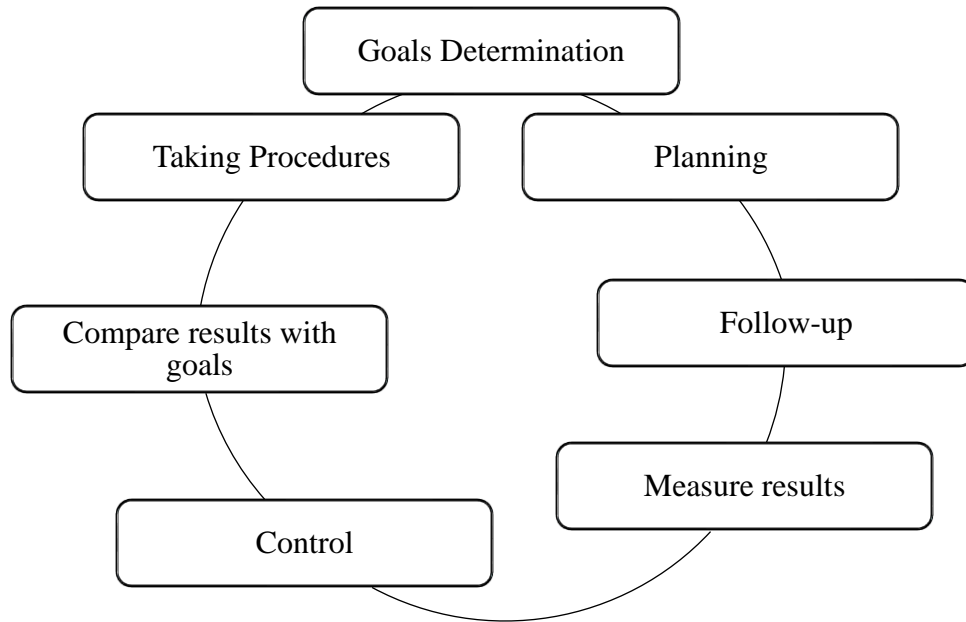 Goals Determination
Taking Procedures
Planning
Compare results with
goals
Follow-up
Measure results
Control